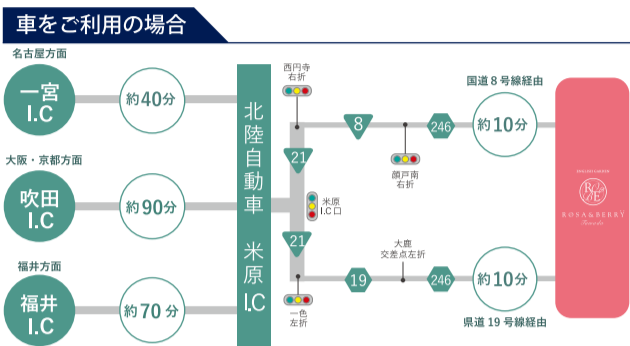 車をご利用の場合
名古屋方面
一宮
I.C
約40分
大阪・京都方面
吹田
I.C
約90分
福井方面
福井
I.C
約70分
北陸自動車 米原I.C
西円寺
右折
21
米原
I.C口
21
一色
左折
8
顔戸南
右折
246
国道8号線経由
約10分
19
大鹿
交差点左折
246
約10分
県道19号線経由
ROSA&BERRY